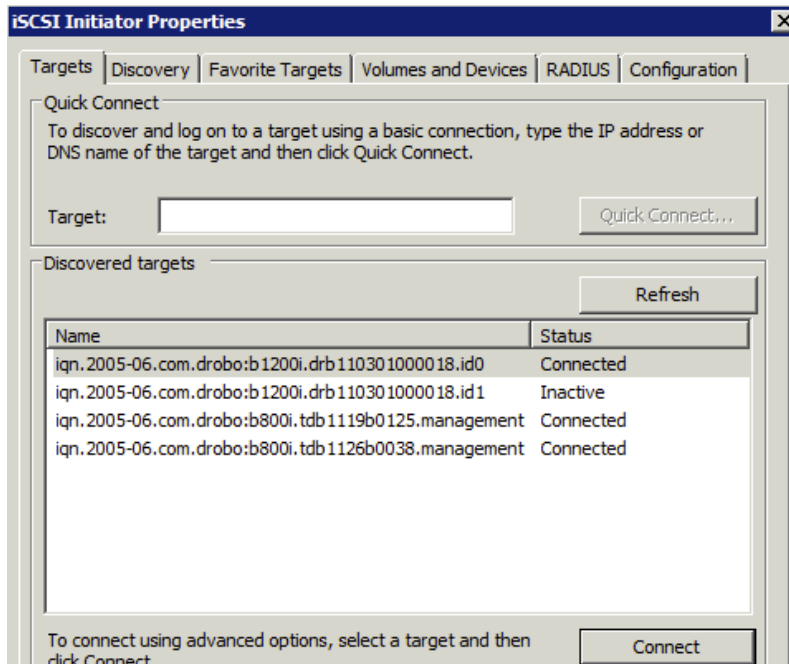 iSCSI Initiator Properties
Targets Discovery Favorite Targets Volumes and Devices RADIUS Configuration
Quick Connect
To discover and log on to a target using a basic connection, type the IP address or
DNS name of the target and then click Quick Connect.
Target: Quick Connect...
Discovered targets
Refresh
Name Status
iqn.2005-06.com.drobo:b1200i.drb110301000018.id0 Connected
iqn.2005-06.com.drobo:b1200i.drb110301000018.id1 Inactive
iqn.2005-06.com.drobo:b800i.tdb1119b0125.management Connected
iqn.2005-06.com.drobo:b800i.tdb1126b0038.management Connected
To connect using advanced options, select a target and then
click Connect. Connect